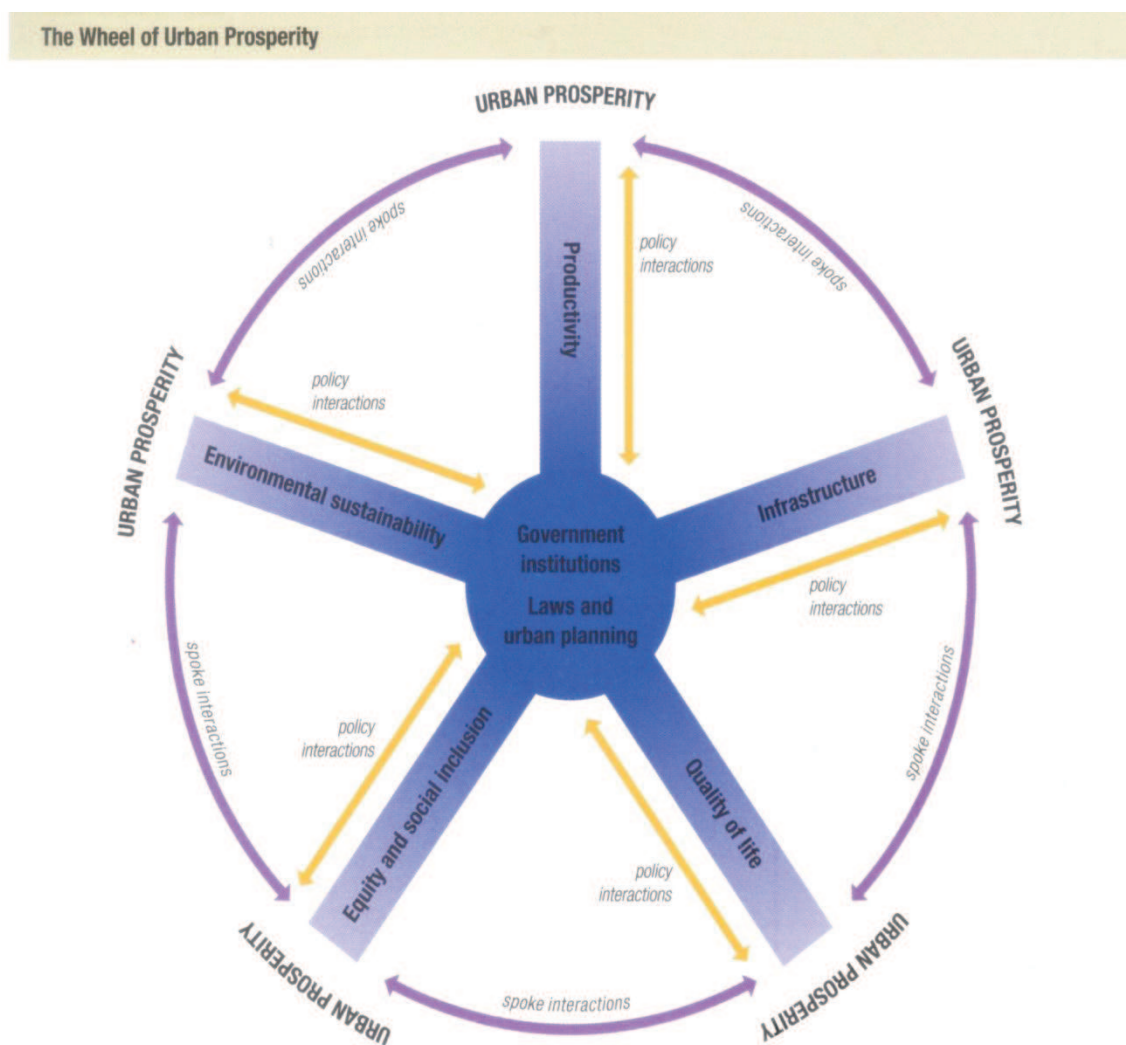 The Wheel of Urban Prosperity
URBAN PROSPERITY
spoke interactions
spoke interactions
policy
interactions
Productivity
URBAN PROSPERITY
URBAN PROSPERITY
policy
interactions
Environmental sustainability
Infrastructure
Government
institutions
Laws and
urban planning
policy
interactions
spoke interactions
spoke interactions
policy
interactions
Equity and social inclusion
Quality of life
policy
interactions
URBAN PROSPERITY
URBAN PROSPERITY
spoke interactions